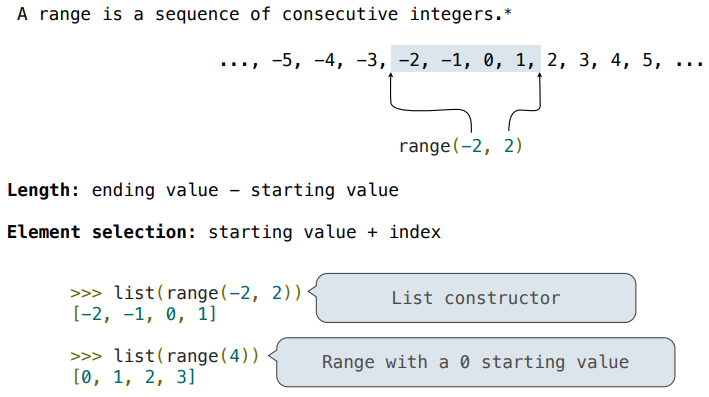 A range is a sequence of consecutive integers.*
..., −5, −4, −3, −2, −1, 0, 1, 2, 3, 4, 5, ...
range(−2, 2)
Length: ending value − starting value
Element selection: starting value + index
>>> list(range(−2, 2))
List constructor
[−2, −1, 0, 1]
>>> list(range(4))
Range with a 0 starting value
[0, 1, 2, 3]